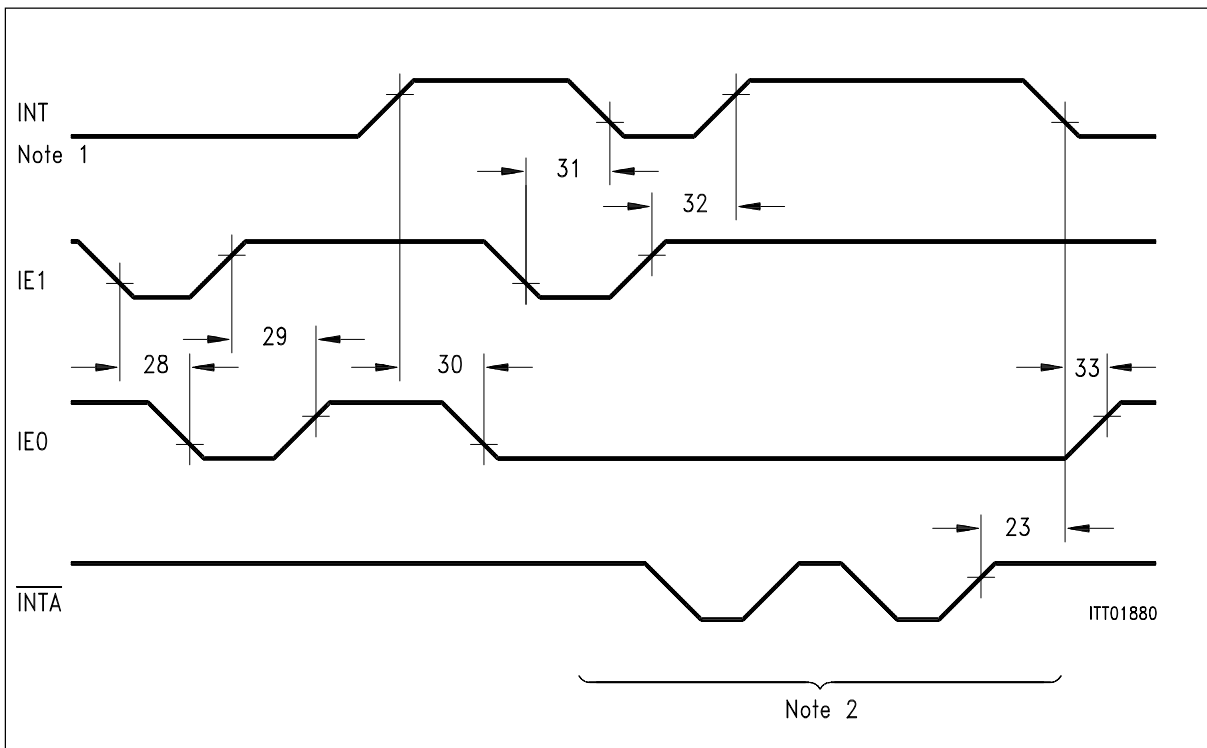 INT
Note 1
31
32
IE1
28
29
30
33
IE0
23
INTA
ITT01880
Note 2